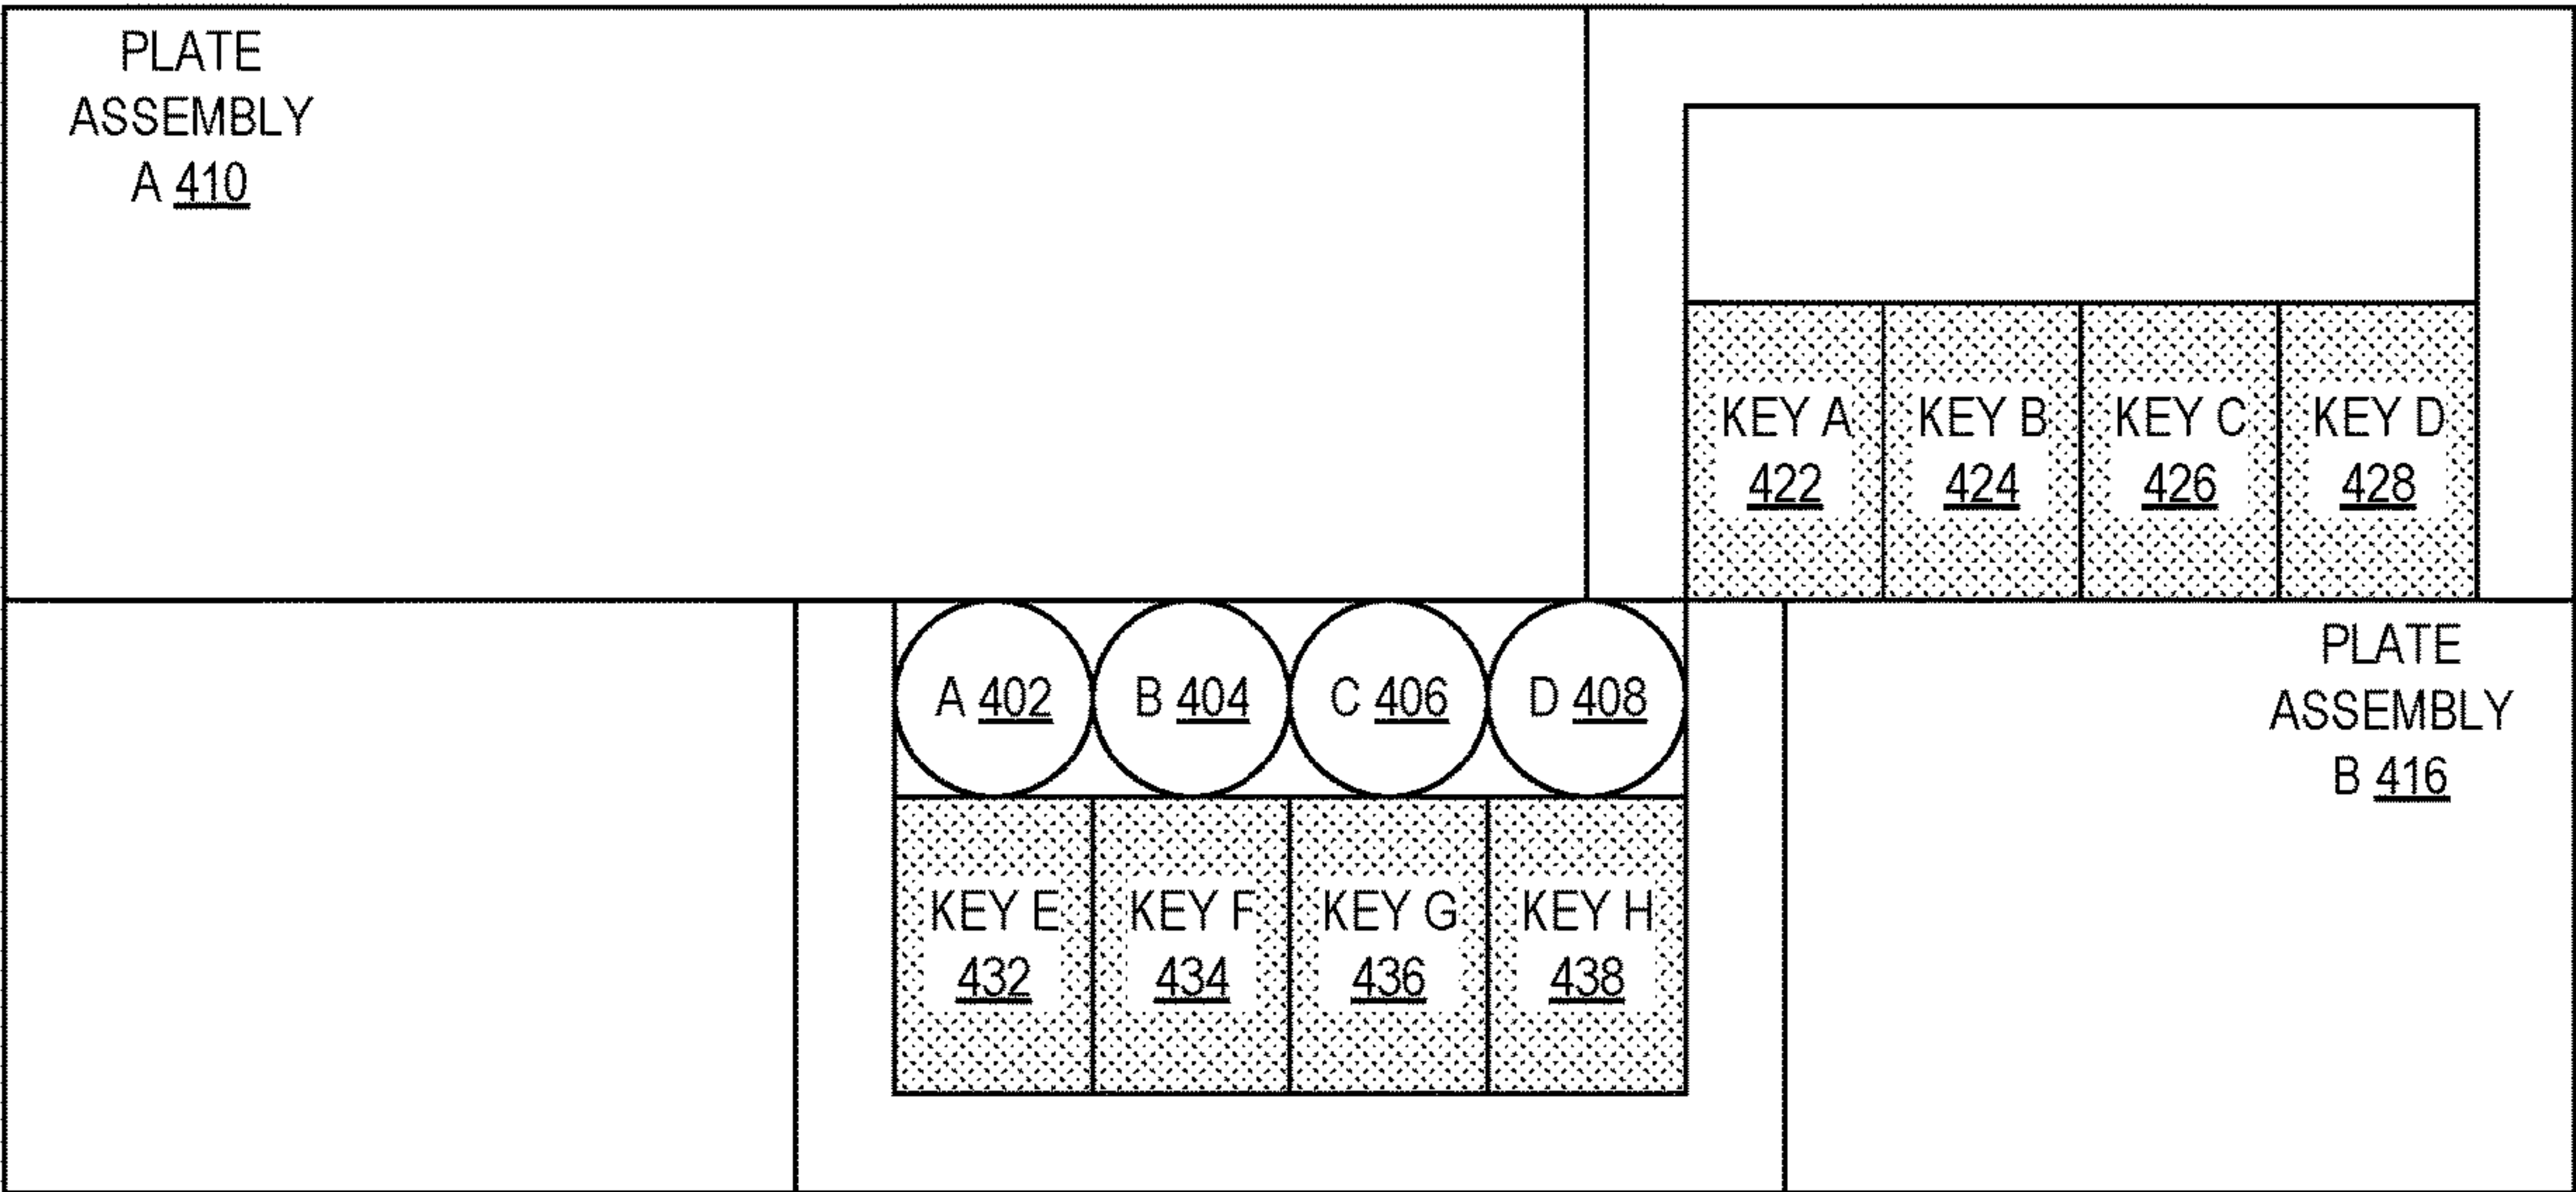 PLATE
ASSEMBLY
A 410
KEY A KEY B KEY C KEY D
422 424 426 428
A 402 B 404 C 406 D 408
PLATE
ASSEMBLY
B 416
KEY E KEY F KEY G KEY H
432 434 436 438